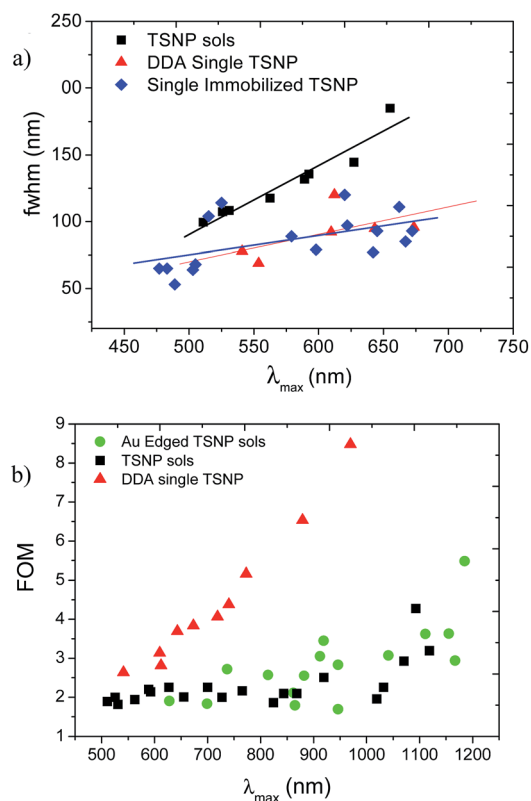 a)
250
00
150
100
50
fwhm (nm)
TSNP sols
DDA Single TSNP
Single Immobilized TSNP
450 500 550 600 650 700 750
λmax (nm)
b)
9
8
7
6
5
4
3
2
1
FOM
Au Edged TSNP sols
TSNP sols
DDA single TSNP
500 600 700 800 900 1000 1100 1200
λmax (nm)